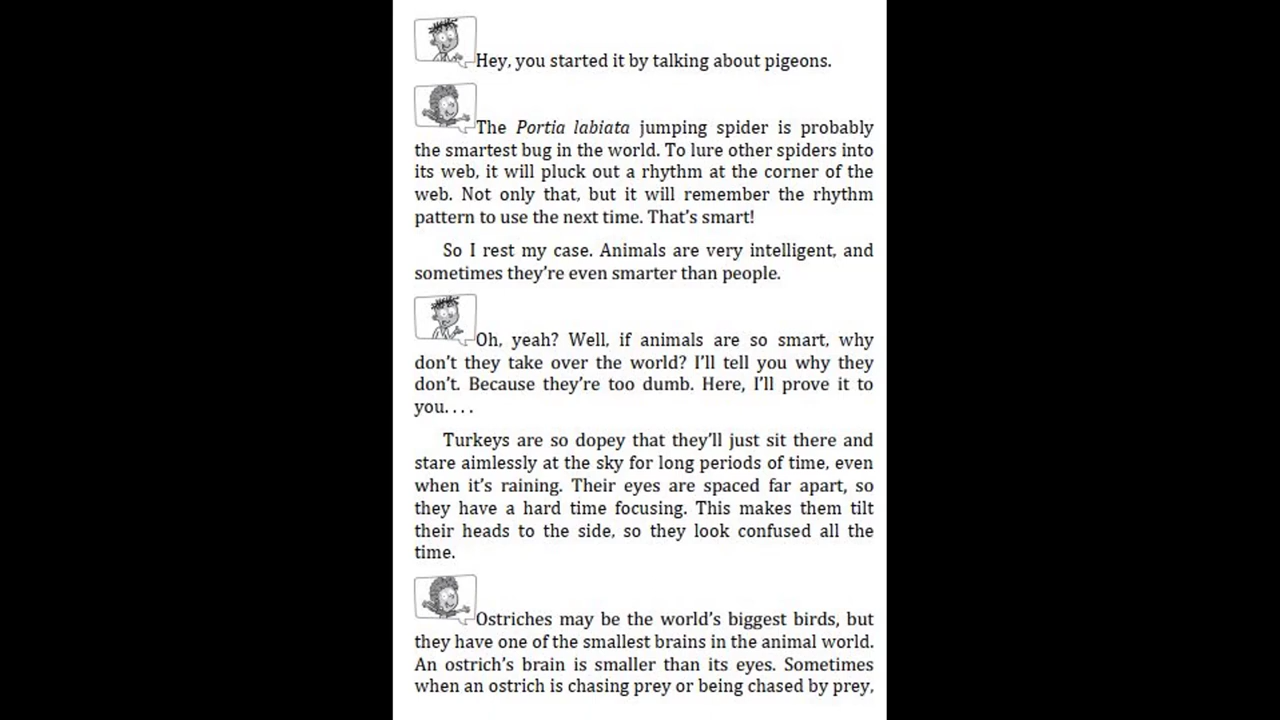 Hey, you started it by talking about pigeons.
The Portia labiata jumping spider is probably
the smartest bug in the world. To lure other spiders into
its web, it will pluck out a rhythm at the corner of the
web. Not only that, but it will remember the rhythm
pattern to use the next time. That’s smart!
So I rest my case. Animals are very intelligent, and
sometimes they’re even smarter than people.
Oh, yeah? Well, if animals are so smart, why
don’t they take over the world? I’ll tell you why they
don’t. Because they’re too dumb. Here, I’ll prove it to
you. . . .
Turkeys are so dopey that they’ll just sit there and
stare aimlessly at the sky for long periods of time, even
when it’s raining. Their eyes are spaced far apart, so
they have a hard time focusing. This makes them tilt
their heads to the side, so they look confused all the
time.
Ostriches may be the world’s biggest birds, but
they have one of the smallest brains in the animal world.
An ostrich’s brain is smaller than its eyes. Sometimes
when an ostrich is chasing prey or being chased by prey,